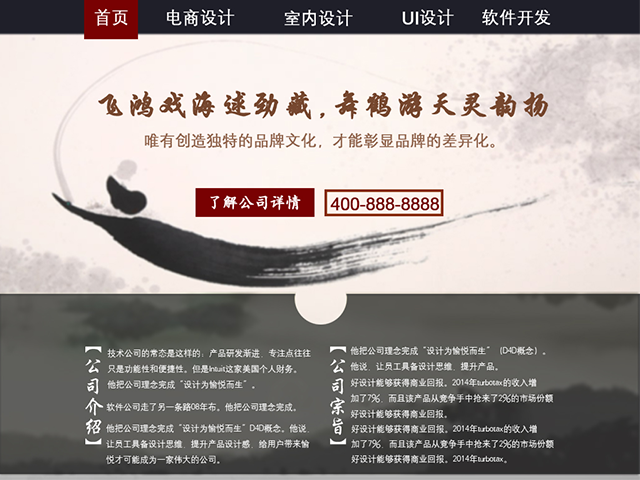 首页 电商设计 室内设计 UI设计 软件开发
飞鸿戏海迷劲藏，舞鹤游天灵韵扬
唯有创造独特的品牌文化，才能彰显品牌的差异化。
了解公司详情 400-888-8888
【公司介绍】
技术公司的常态是这样的：产品研发渐进、专注点往往
只是功能性和便捷性。但是Intuit这家美国个人财务。
他把公司理念完成“设计为愉悦而生”。
软件公司走了另一条路08年布。他把公司理念完成。
他把公司理念完成“设计为愉悦而生”D4D概念。他说、
让员工具备设计思维、提升产品设计感、给用户带来愉
悦才可能成为一家伟大的公司。
【公司宗旨】
他把公司理念完成“设计为愉悦而生”（D4D概念）。
他说、让员工具备设计思维、提升产品。
好设计能够获得商业回报。2014年turbotax的收入增
加了7%、而且该产品从竞争手中抢来了2%的市场份额
好设计能够获得商业回报。
好设计能够获得商业回报。2014年turbotax的收入增
加了7%、而且该产品从竞争手中抢来了2%的市场份额
好设计能够获得商业回报。2014年turbotax。